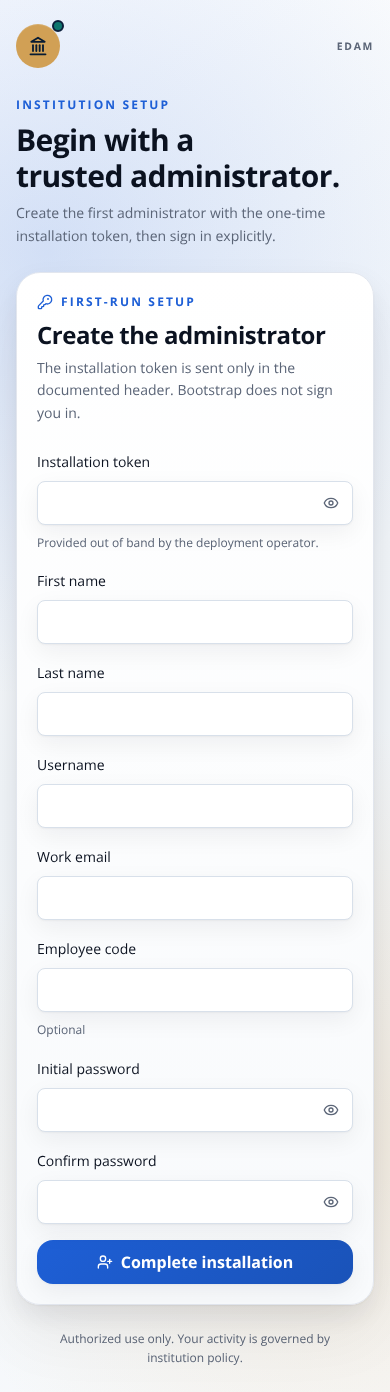 EDAM
INSTITUTION SETUP
Begin with a
trusted administrator.
Create the first administrator with the one-time
installation token, then sign in explicitly.
FIRST-RUN SETUP
Create the administrator
The installation token is sent only in the
documented header. Bootstrap does not sign
you in.
Installation token
Provided out of band by the deployment operator.
First name
Last name
Username
Work email
Employee code
Optional
Initial password
Confirm password
Complete installation
Authorized use only. Your activity is governed by
institution policy.